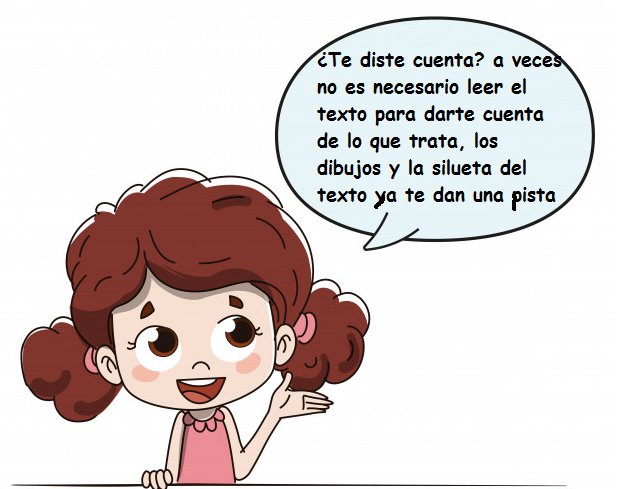 ¿Te diste cuenta? a veces
no es necesario leer el
texto para darte cuenta
de lo que trata, los
dibujos y la silueta del
texto ya te dan una pista